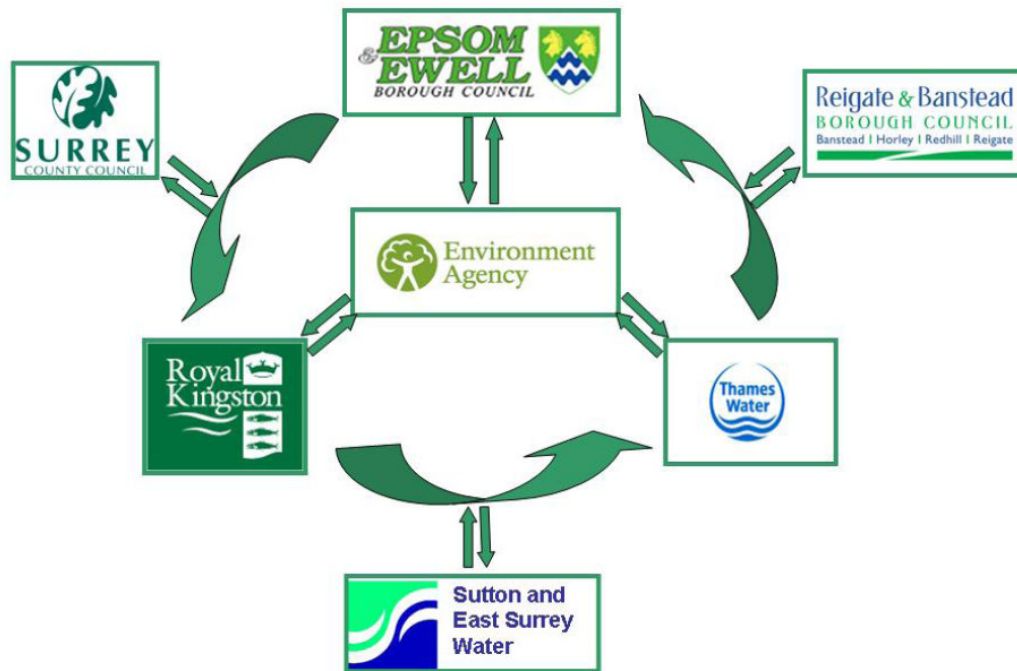 EPSOM
& EWELL
BOROUGH COUNCIL
SURREY
COUNTY COUNCIL
Reigate & Banstead
BOROUGH COUNCIL
Banstead | Horley | Redhill | Reigate
Environment
Agency
Royal
Kingston
Thames
Water
Sutton and
East Surrey
Water